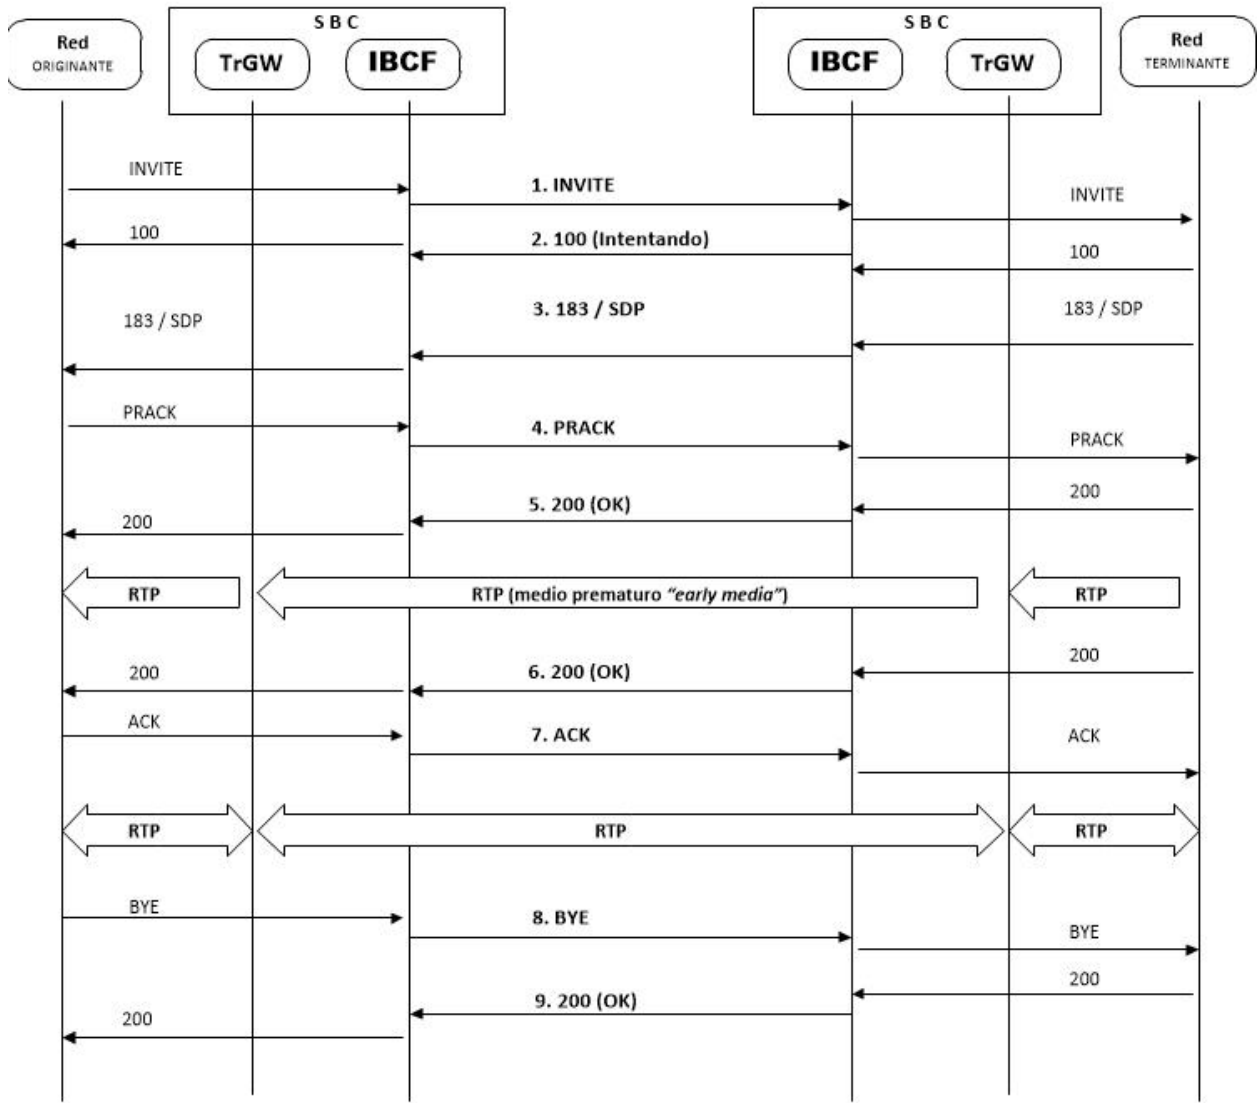 S B C
S B C
Red
ORIGINANTE
TrGW
IBCF
IBCF
TrGW
Red
TERMINANTE
INVITE
1. INVITE
INVITE
100
2. 100 (Intentando)
100
183 / SDP
3. 183 / SDP
183 / SDP
PRACK
4. PRACK
PRACK
200
5. 200 (OK)
200
RTP
RTP (medio prematuro “early media”)
RTP
200
6. 200 (OK)
200
ACK
7. ACK
ACK
RTP
RTP
RTP
BYE
8. BYE
BYE
200
9. 200 (OK)
200